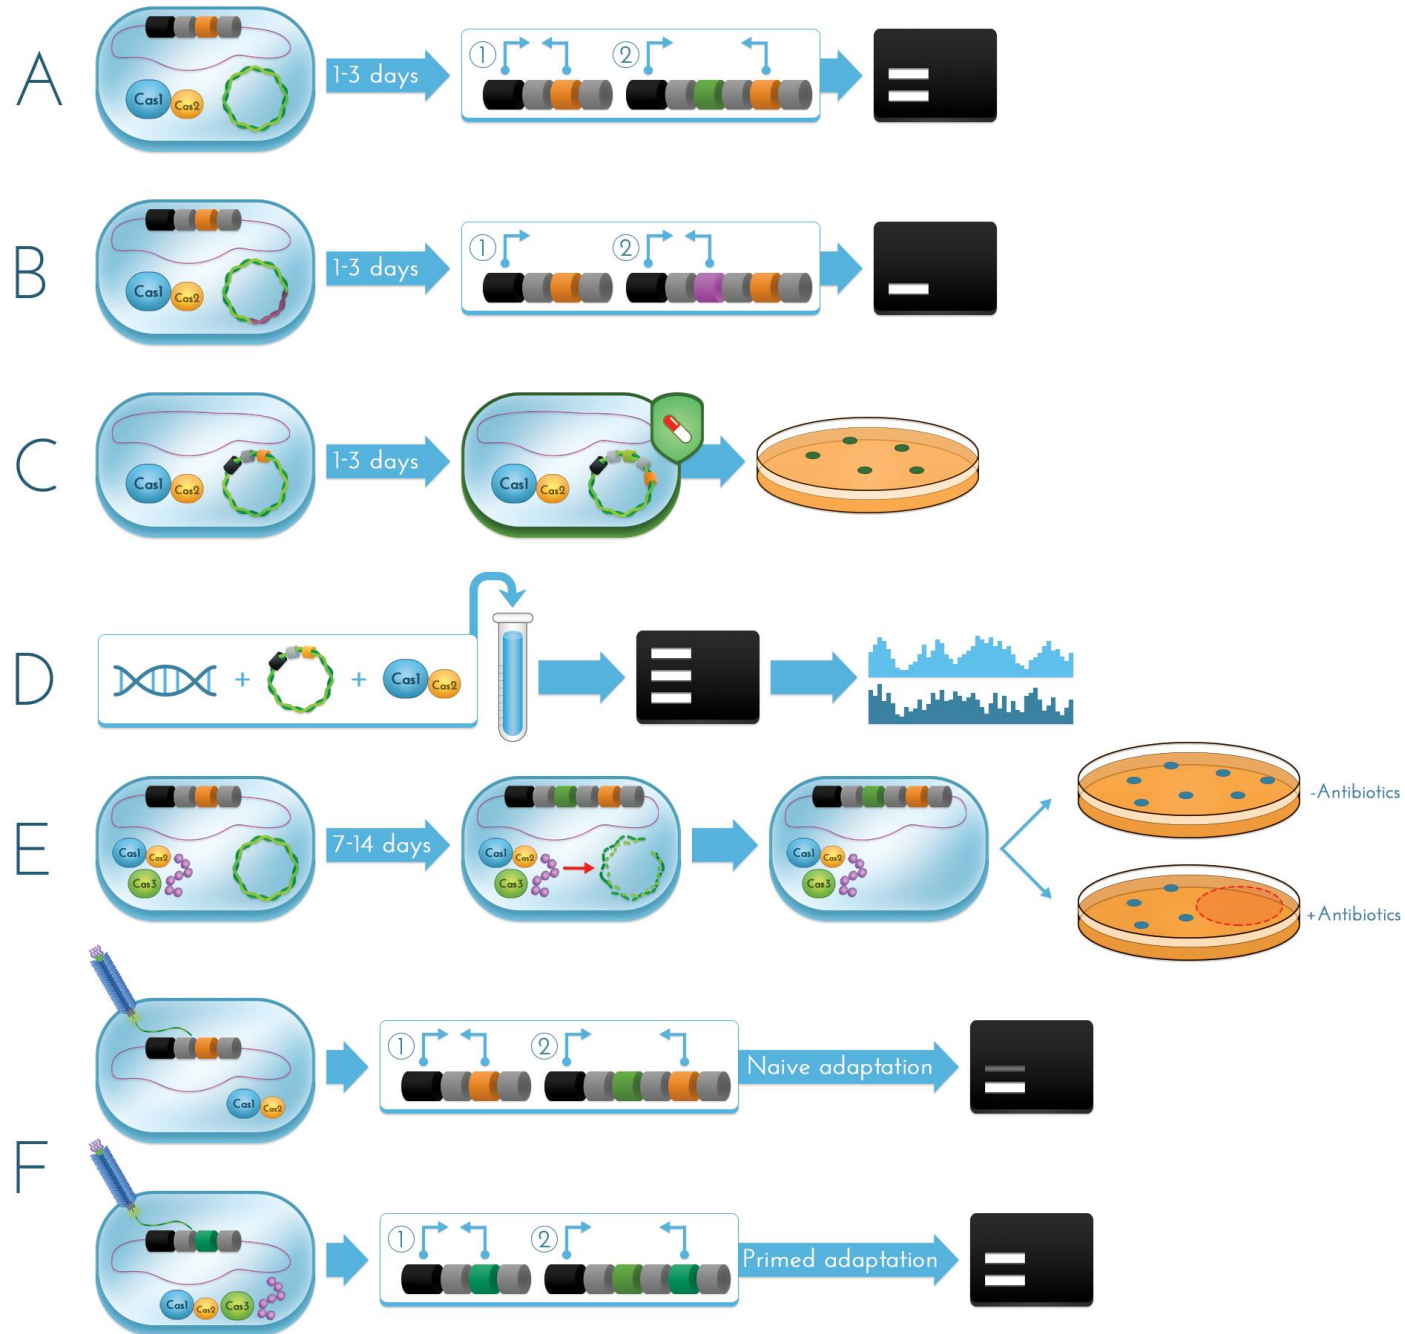 A
Cas1
Cas2
1-3 days
1
2
B
Cas1
Cas2
1-3 days
1
2
C
Cas1
Cas2
1-3 days
Cas1
Cas2
D
+
+
Cas1
Cas2
E
Cas1
Cas2
Cas3
7-14 days
Cas1
Cas2
Cas3
Cas1
Cas2
Cas3
-Antibiotics
+Antibiotics
F
Cas1
Cas2
1
2
Naive adaptation
Cas1
Cas2
Cas3
1
2
Primed adaptation